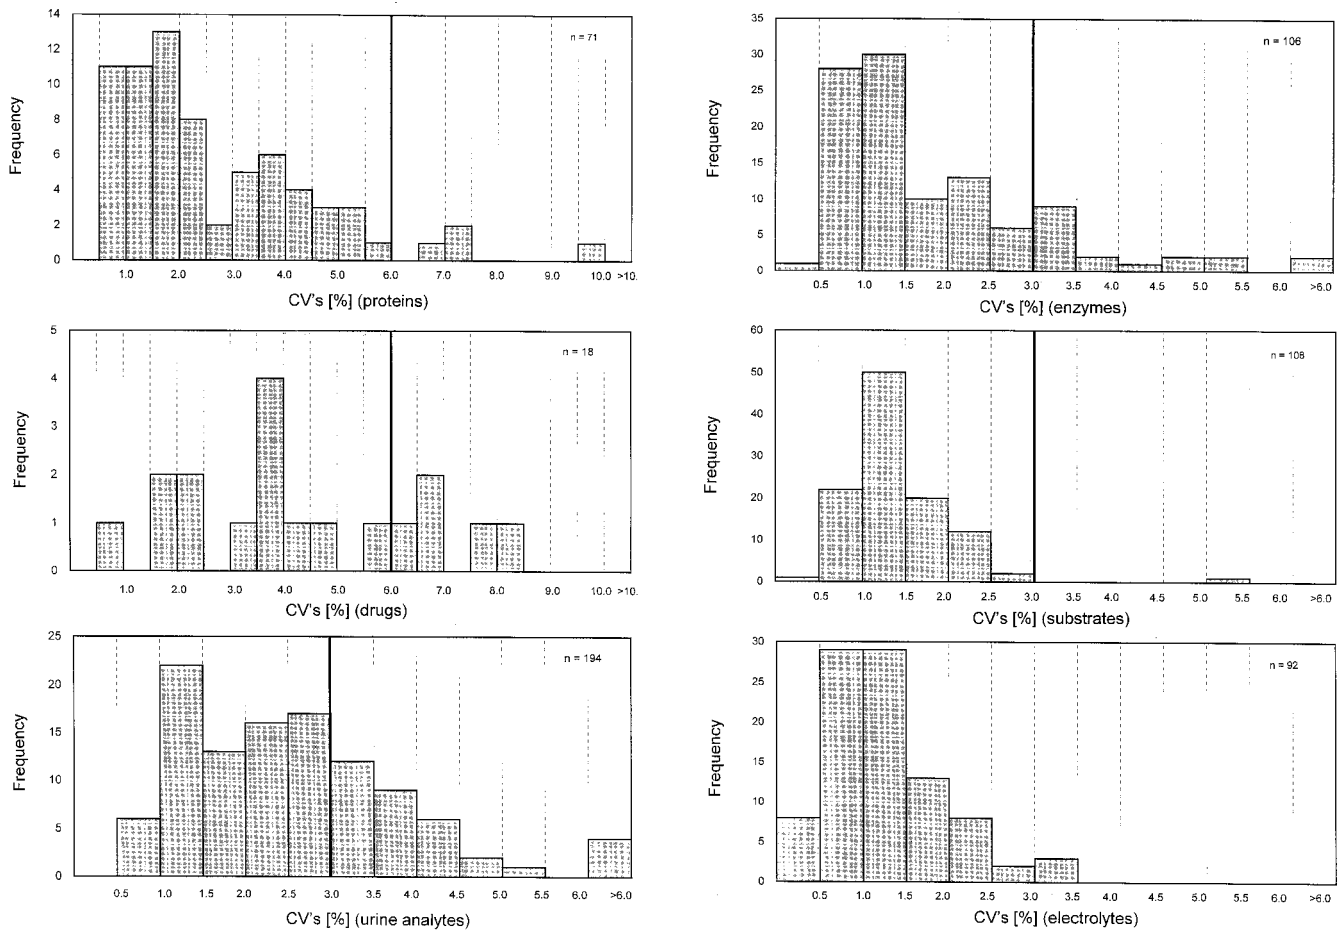 14
12
10
8
6
4
2
0
Frequency
n = 71
1.0 2.0 3.0 4.0 5.0 6.0 7.0 8.0 9.0 10.0 >10.
CV's [%] (proteins)
35
30
25
20
15
10
5
0
Frequency
n = 106
0.5 1.0 1.5 2.0 2.5 3.0 3.5 4.0 4.5 5.5 6.0 >6.0
CV's [%] (enzymes)
5
4
3
2
1
0
Frequency
n = 18
1.0 2.0 3.0 4.0 5.0 6.0 7.0 8.0 9.0 10.0 >10.
CV's [%] (drugs)
60
50
40
30
20
10
0
Frequency
n = 108
0.5 1.0 1.5 2.0 2.5 3.0 3.5 4.0 4.5 5.1 5.5 6.0 >6.0
CV's [%] (substrates)
25
20
15
10
5
0
Frequency
n = 194
0.5 1.0 1.5 2.0 2.5 3.0 3.5 4.0 4.5 5.0 5.5 6.0 >6.0
CV's [%] (urine analytes)
30
25
20
15
10
5
0
Frequency
n = 92
0.5 1.0 1.5 2.0 2.5 3.0 3.5 4.0 4.5 5.1 5.5 6.0 >6.0
CV's [%] (electrolytes)